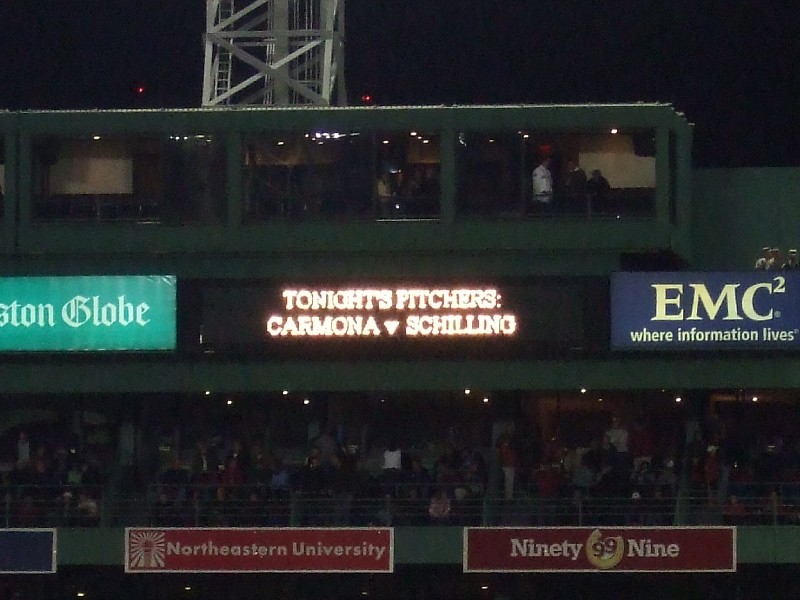 ston Globe
TONIGHT'S PITCHERS:
CARMONA v SCHILLING
EMC2
where information lives®
Northeastern University
Ninety 99 Nine